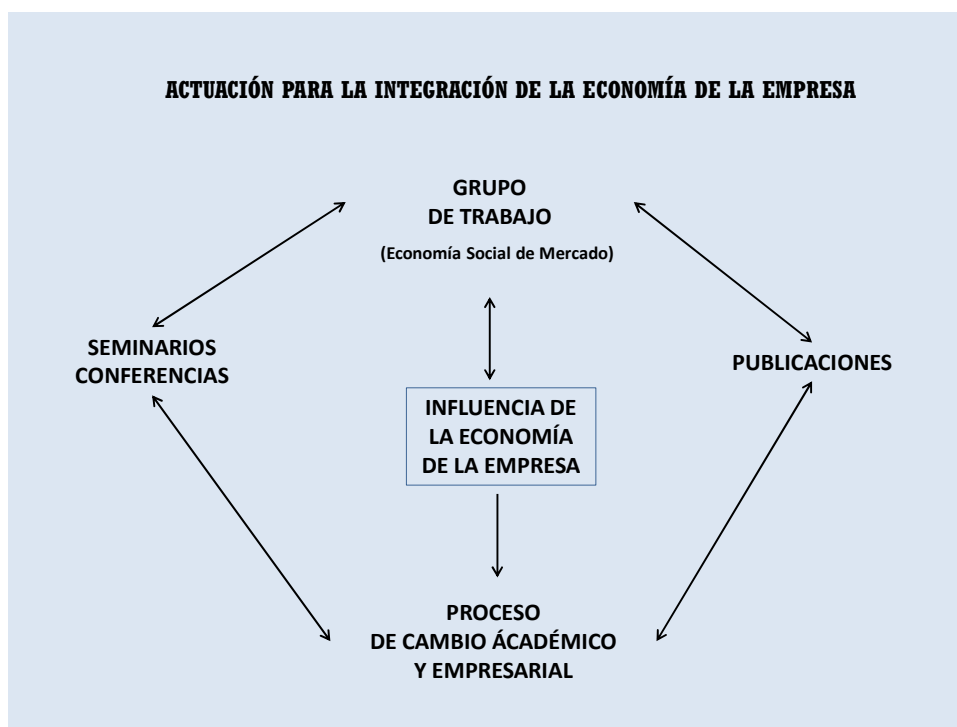 ACTUACIÓN PARA LA INTEGRACIÓN DE LA ECONOMÍA DE LA EMPRESA
GRUPO
DE TRABAJO
(Economía Social de Mercado)
SEMINARIOS
CONFERENCIAS
PUBLICACIONES
INFLUENCIA DE
LA ECONOMÍA
DE LA EMPRESA
PROCESO
DE CAMBIO ÁCADÉMICO
Y EMPRESARIAL